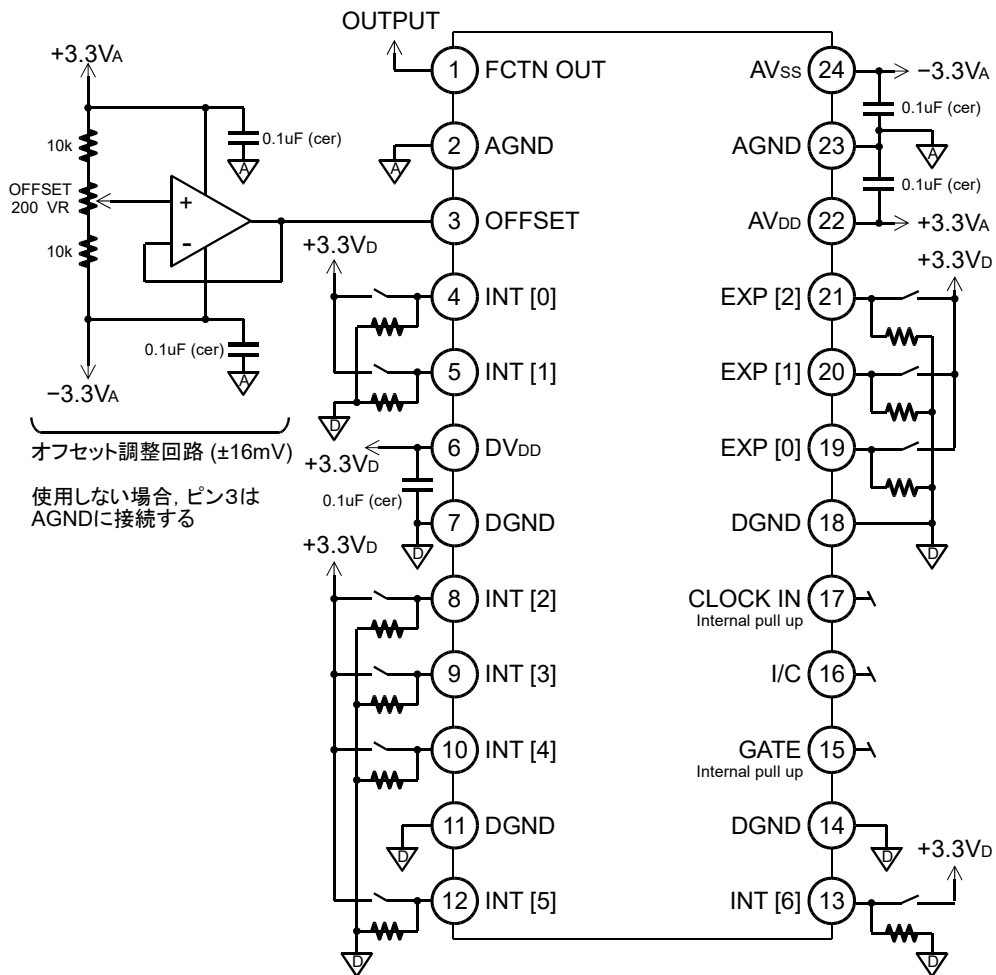 OUTPUT
+3.3VA
10k
OFFSET
200 VR
10k
0.1uF (cer)
A
+
-
0.1uF (cer)
A
−3.3VA
オフセット調整回路 (±16mV)
使用しない場合, ピン3は
AGNDに接続する
1 FCTN OUT
2 AGND
A
3 OFFSET
+3.3VD
4 INT [0]
5 INT [1]
D
6 DVDD
+3.3VD
0.1uF (cer)
7 DGND
D
+3.3VD
8 INT [2]
9 INT [3]
10 INT [4]
11 DGND
D
12 INT [5]
D
AVSS 24
−3.3VA
0.1uF (cer)
AGND 23
A
0.1uF (cer)
AVDD 22
+3.3VA
+3.3VD
EXP [2] 21
EXP [1] 20
EXP [0] 19
DGND 18
D
CLOCK IN 17
Internal pull up
I/C 16
GATE 15
Internal pull up
DGND 14
D
+3.3VD
INT [6] 13
D